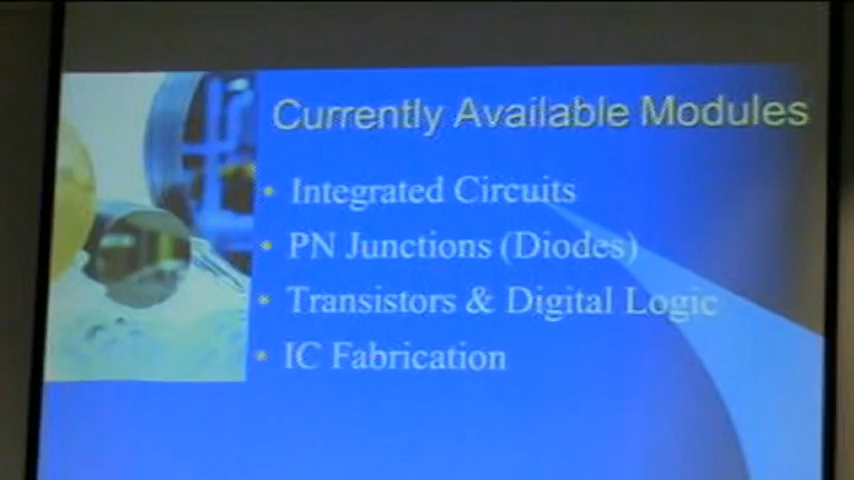 Currently Available Modules
• Integrated Circuits
• PN Junctions (Diodes)
• Transistors & Digital Logic
• IC Fabrication